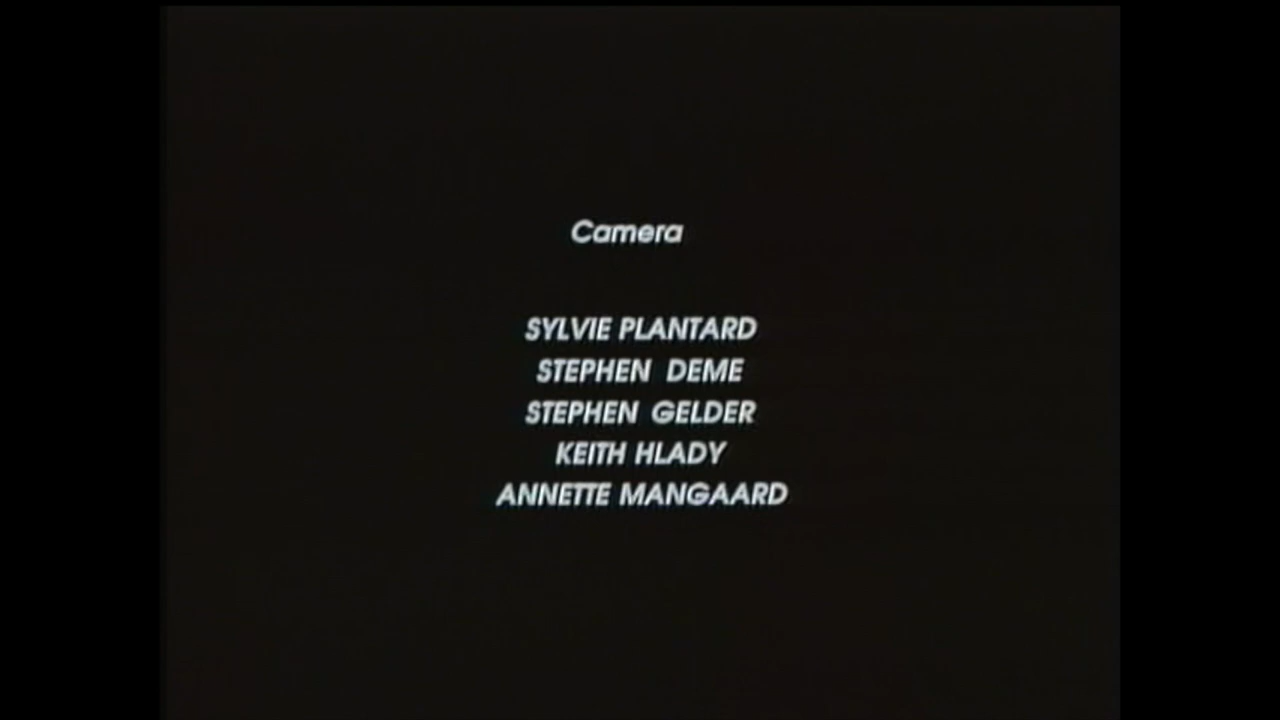 Camera
SYLVIE PLANTARD
STEPHEN DEME
STEPHEN GELDER
KEITH HLADY
ANNETTE MANGAARD